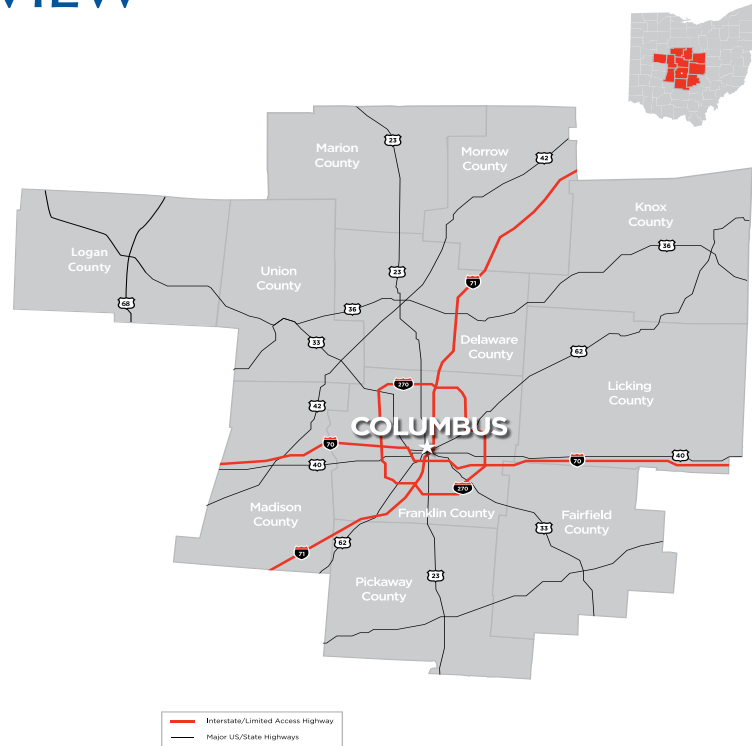 VIEW
Marion
County
23
Morrow
County
42
Knox
County
36
Logan
County
Union
County
23
71
68
36
33
Delaware
County
62
270
Licking
County
42
COLUMBUS
70
40
40
70
270
Madison
County
Franklin County
Fairfield
County
33
62
71
Pickaway
County
23
Interstate/Limited Access Highway
Major US/State Highways